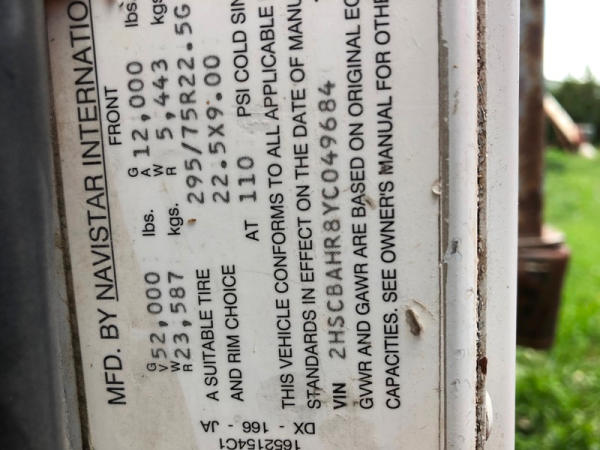 MFD. BY NAVISTAR INTERNATIO
FRONT
GVWR 52,000 lbs. GAWR 12,000 lbs.
23,587 kgs. 5,443 kgs
A SUITABLE TIRE 295/75R22.5G
AND RIM CHOICE 22.5X9.00
AT 110 PSI COLD SIN
THIS VEHICLE CONFORMS TO ALL APPLICABLE
STANDARDS IN EFFECT ON THE DATE OF MANU
VIN 2HSCBAHR8YC049684
GVWR AND GAWR ARE BASED ON ORIGINAL EQ
CAPACITIES. SEE OWNER'S MANUAL FOR OTHE
1652154C1
DX - 166 - JA